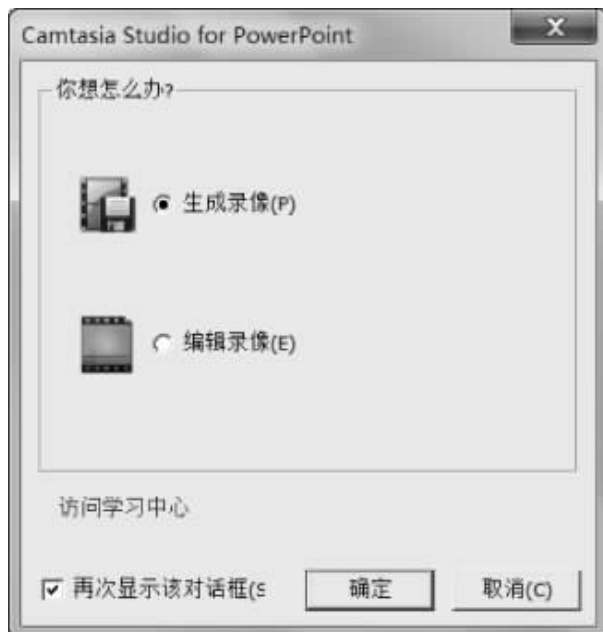 Camtasia Studio for PowerPoint
你想怎么办?
生成录像(P)
编辑录像(E)
访问学习中心
再次显示该对话框(S
确定
取消(C)